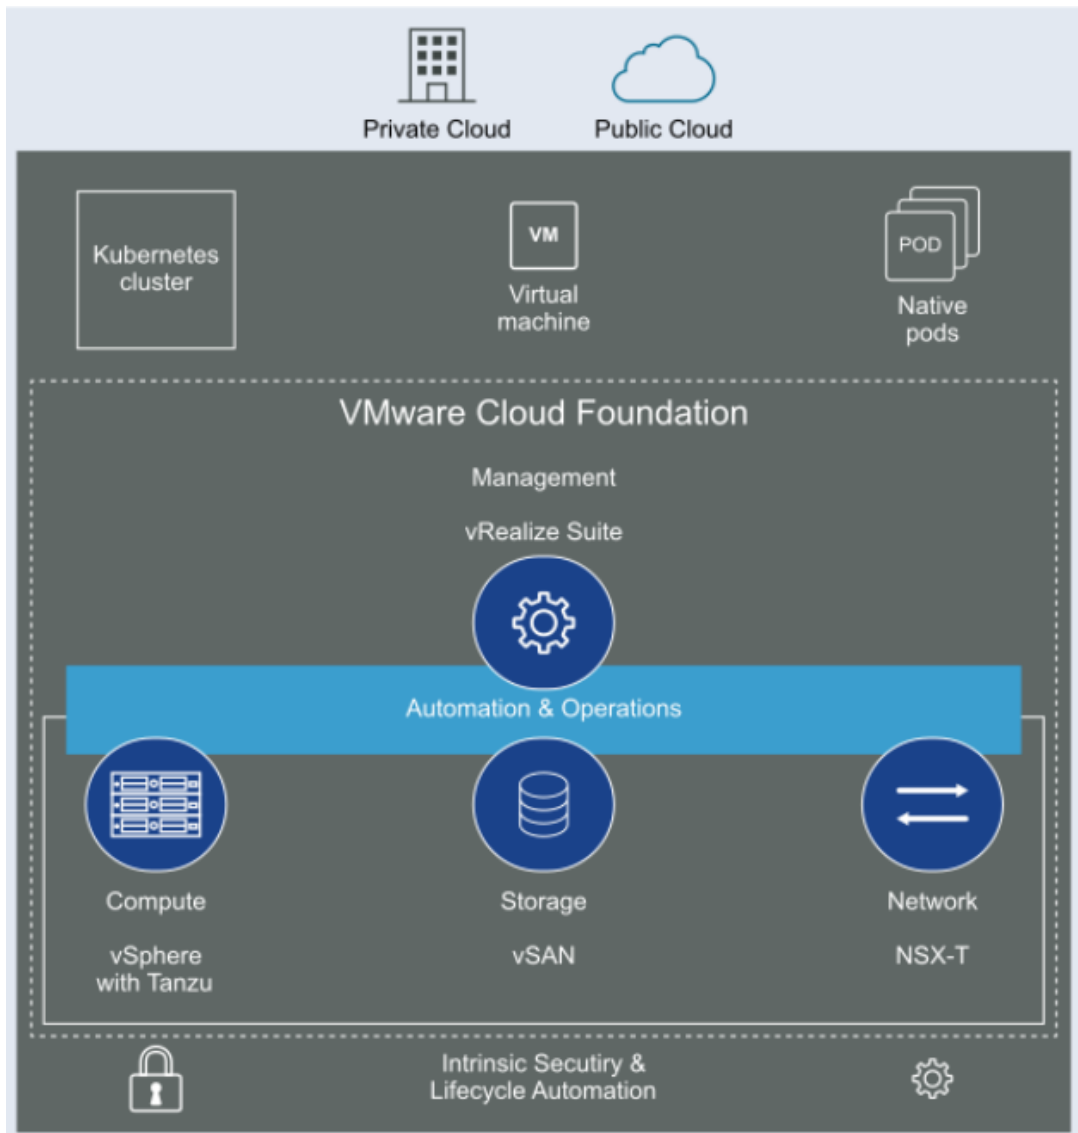 Private Cloud
Public Cloud
Kubernetes
cluster
VM
Virtual
machine
POD
Native
pods
VMware Cloud Foundation
Management
vRealize Suite
Automation & Operations
Compute
Storage
Network
vSphere
with Tanzu
vSAN
NSX-T
Intrinsic Secutiry &
Lifecycle Automation